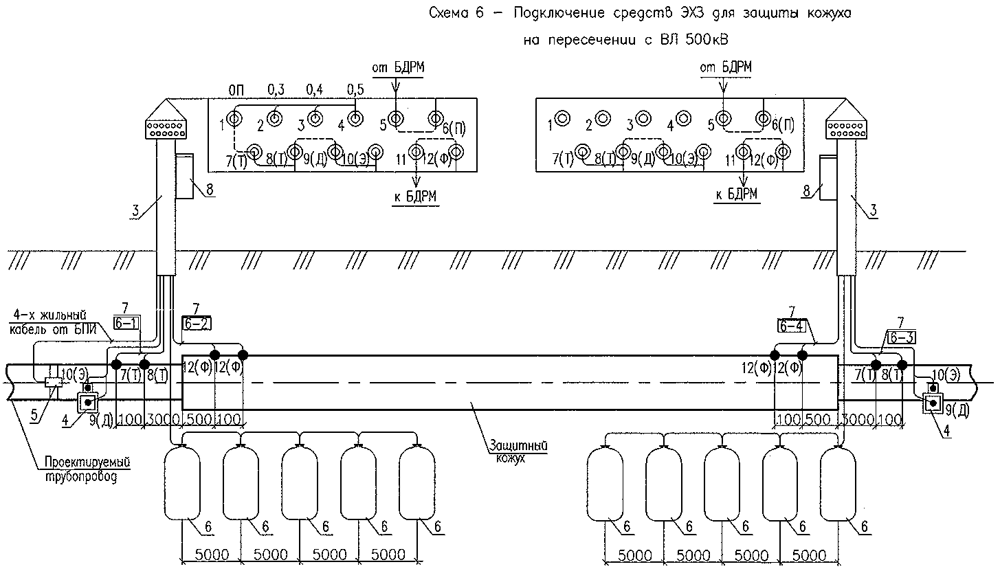 Схема 6 – Подключение средств ЭХЗ для защиты кожуха
на пересечении с ВЛ 500кВ
от БДРМ
от БДРМ
ОП 0,3 0,4 0,5
1 2 3 4 5 6(П)
1 2 3 4 5 6(П)
7(Т) 8(Т) 9(Д) 10(Э) 11 12(Ф)
7(Т) 8(Т) 9(Д) 10(Э) 11 12(Ф)
к БДРМ
к БДРМ
8
8
3
3
4-х жильный
кабель от БПИ
7
6-1
7
6-2
7
6-4
7
6-3
10(Э) 7(Т) 8(Т) 12(Ф) 12(Ф)
12(Ф) 12(Ф) 7(Т) 8(Т) 10(Э)
5 4 9(Д) 100 3000 500 100
100 500 3000 100 9(Д) 4
Проектируемый
трубопровод
Защитный
кожух
6 6 6 6 6
6 6 6 6 6
5000 5000 5000 5000
5000 5000 5000 5000